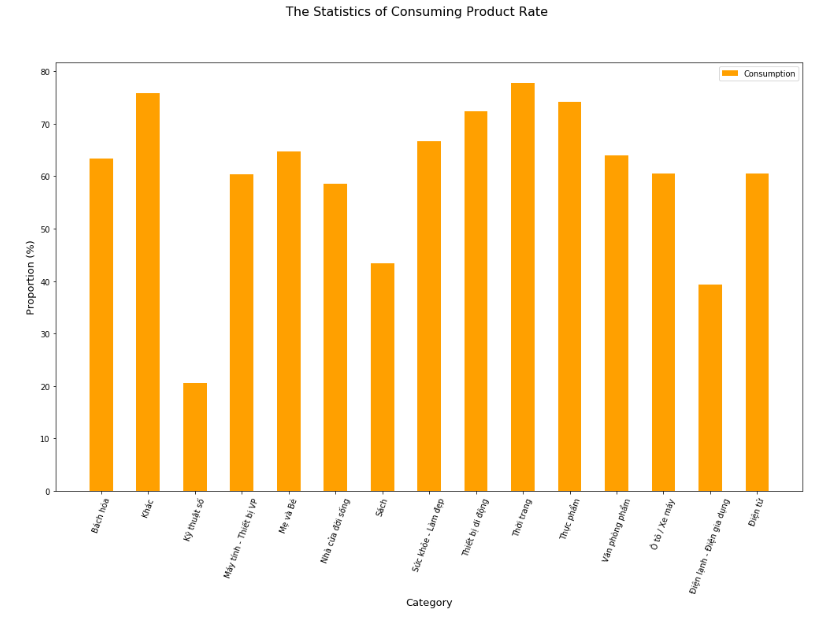 The Statistics of Consuming Product Rate
Consumption
80
70
60
50
40
30
20
10
0
Proportion (%)
Bách hóa
Khác
Kỹ thuật số
Máy tính - Thiết bị VP
Mẹ và Bé
Nhà cửa đời sống
Sách
Sức khỏe - Làm đẹp
Thiết bị di động
Thời trang
Thực phẩm
Văn phòng phẩm
Ô tô / Xe máy
Điện lạnh - Điện gia dụng
Điện tử
Category